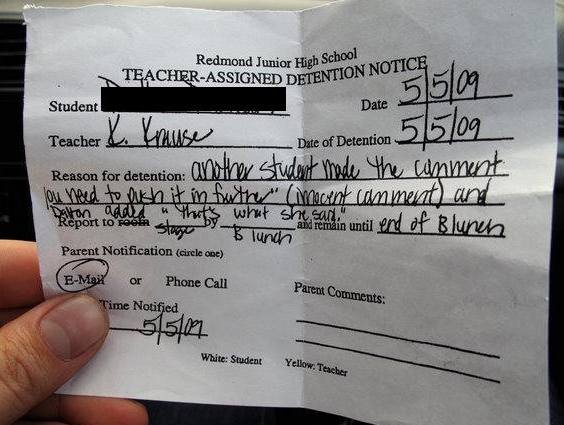 Redmond Junior High School
TEACHER-ASSIGNED DETENTION NOTICE
Student Date 5/5/09
Teacher K. Krause Date of Detention 5/5/09
Reason for detention: another student made the comment
you need to push it in further" (innocent comment) and
Delton added "that's what she said."
Report to room stage by B lunch and remain until end of B lunch
Parent Notification (circle one)
E-Mail or Phone Call
Parent Comments:
Time Notified
5/5/09
White: Student Yellow: Teacher